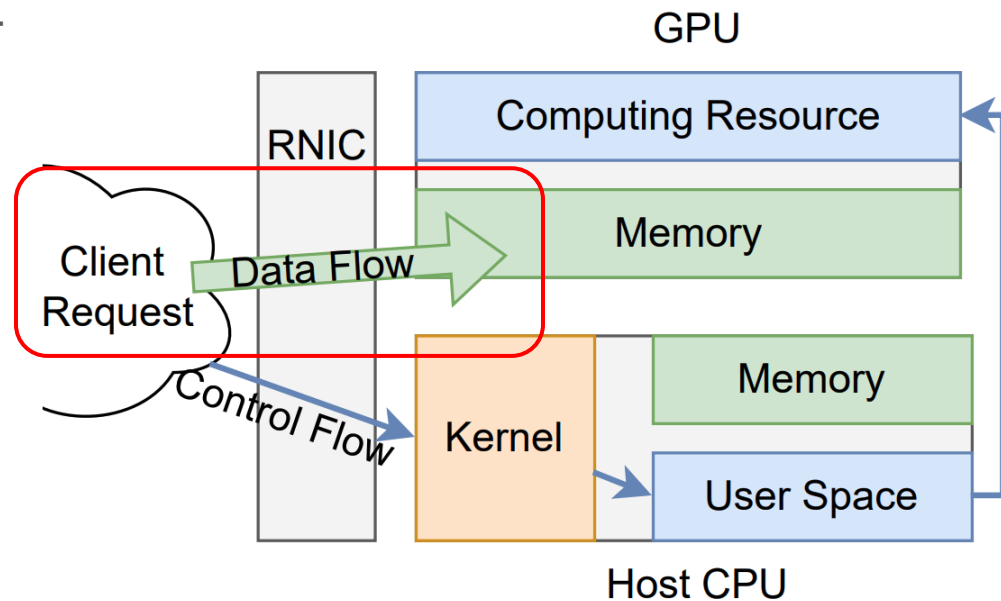 GPU
Computing Resource
RNIC
Memory
Client
Request
Data Flow
Control Flow
Kernel
Memory
User Space
Host CPU